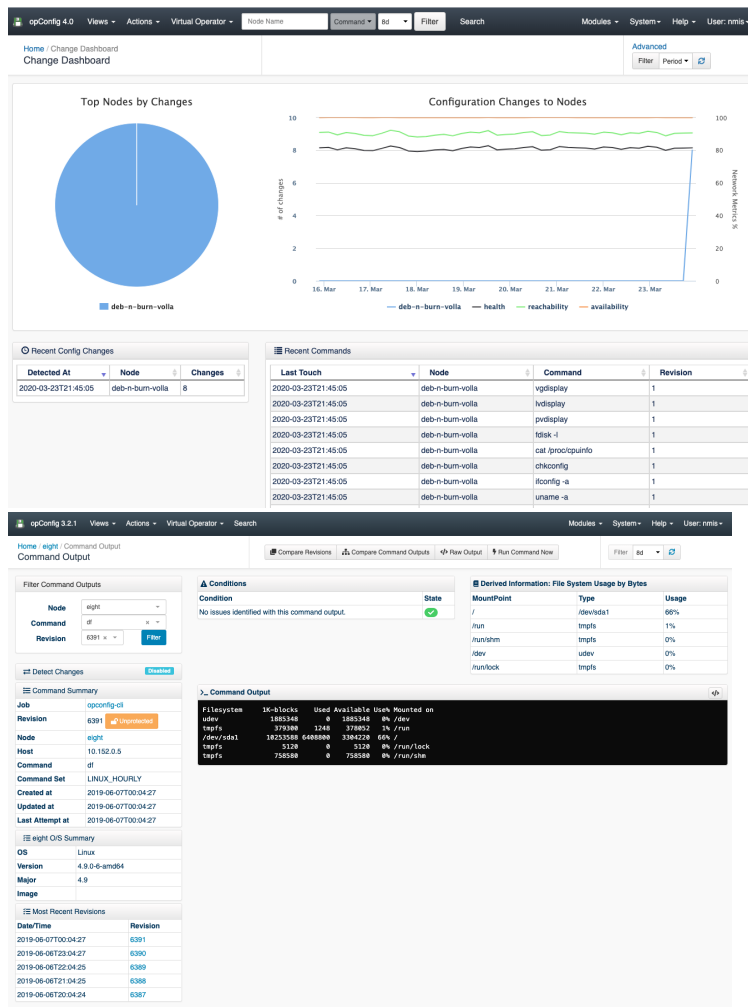 opConfig 4.0 Views Actions Virtual Operator Node Name Command 8d Filter Search Modules System Help User: nmis
Home / Change Dashboard
Change Dashboard
Advanced
Filter Period
Top Nodes by Changes
deb-n-burn-volla
Configuration Changes to Nodes
10 100
8 80
6 60
4 40
2 20
0 0
# of changes
Network Metrics %
16. Mar 17. Mar 18. Mar 19. Mar 20. Mar 21. Mar 22. Mar 23. Mar
deb-n-burn-volla health reachability availability
Recent Config Changes
Detected At Node Changes
2020-03-23T21:45:05 deb-n-burn-volla 8
Recent Commands
Last Touch Node Command Revision
2020-03-23T21:45:05 deb-n-burn-volla vgdisplay 1
2020-03-23T21:45:05 deb-n-burn-volla lvdisplay 1
2020-03-23T21:45:05 deb-n-burn-volla pvdisplay 1
2020-03-23T21:45:05 deb-n-burn-volla fdisk -l 1
2020-03-23T21:45:05 deb-n-burn-volla cat /proc/cpuinfo 1
2020-03-23T21:45:05 deb-n-burn-volla chkconfig 1
2020-03-23T21:45:05 deb-n-burn-volla ifconfig -a 1
2020-03-23T21:45:05 deb-n-burn-volla uname -a 1
opConfig 3.2.1 Views Actions Virtual Operator Search Modules System Help User: nmis
Home / eight / Command Output
Command Output
Compare Revisions Compare Command Outputs </> Raw Output Run Command Now
Filter 8d
Filter Command Outputs
Node eight
Command df ×
Revision 6391 × Filter
Detect Changes Disabled
Command Summary
Job opconfig-cli
Revision 6391 Unprotected
Node eight
Host 10.152.0.5
Command df
Command Set LINUX_HOURLY
Created at 2019-06-07T00:04:27
Updated at 2019-06-07T00:04:27
Last Attempt at 2019-06-07T00:04:27
eight O/S Summary
OS Linux
Version 4.9.0-6-amd64
Major 4.9
Image
Most Recent Revisions
Date/Time Revision
2019-06-07T00:04:27 6391
2019-06-06T23:04:27 6390
2019-06-06T22:04:25 6389
2019-06-06T21:04:25 6388
2019-06-06T20:04:24 6387
Conditions
Condition State
No issues identified with this command output.
Derived Information: File System Usage by Bytes
MountPoint Type Usage
/ /dev/sda1 66%
/run tmpfs 1%
/run/shm tmpfs 0%
/dev udev 0%
/run/lock tmpfs 0%
>_ Command Output </>
Filesystem 1K-blocks Used Available Use% Mounted on
udev 1885348 0 1885348 0% /dev
tmpfs 379300 1248 378052 1% /run
/dev/sda1 10253588 6408800 3304220 66% /
tmpfs 5120 0 5120 0% /run/lock
tmpfs 758580 0 758580 0% /run/shm